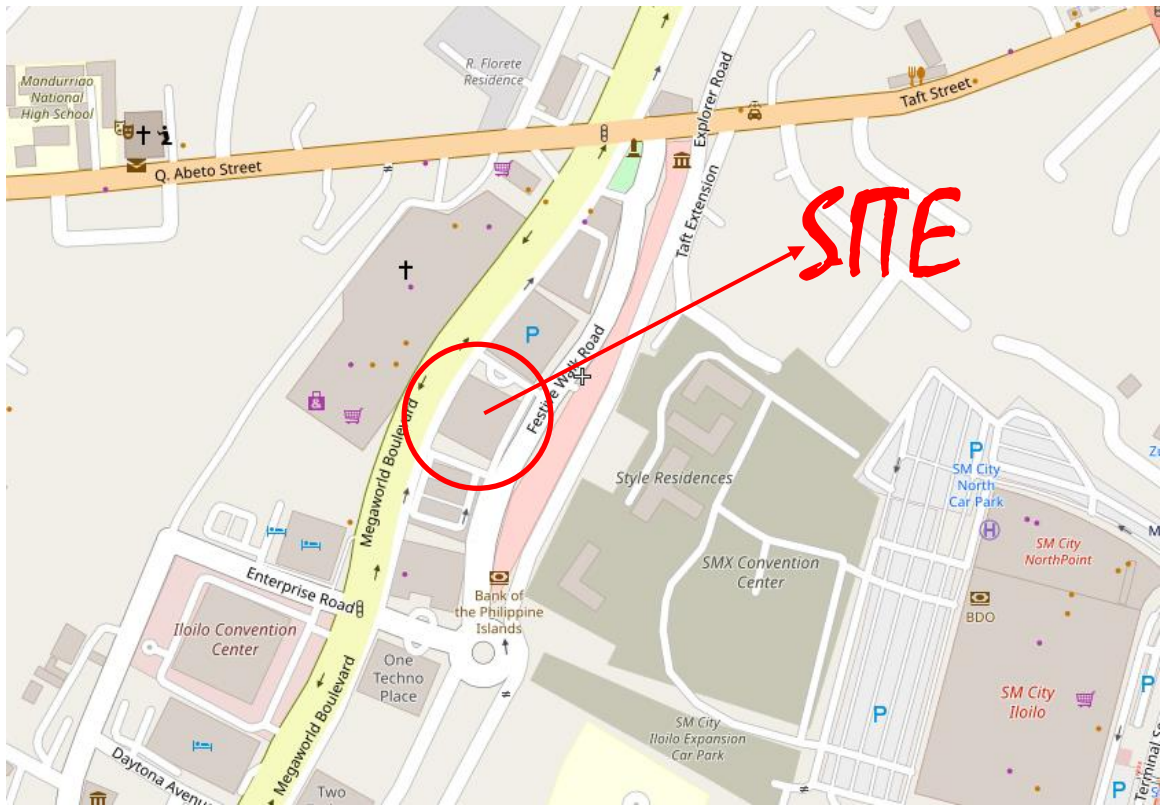 Mandurriao
National
High School
R. Florete
Residence
Q. Abeto Street
Taft Street
Explorer Road
Taft Extension
SITE
P
Festive Walk Road
Megaworld Boulevard
Style Residences
P
SM City
North
Car Park
H
SM City
NorthPoint
SMX Convention
Center
BDO
Enterprise Road
Bank of
the Philippine
Islands
Iloilo Convention
Center
One
Techno
Place
Megaworld Boulevard
SM City
Iloilo
P
P
SM City
Iloilo Expansion
Car Park
Daytona Avenue
Megaworld Boulevard
Two
P